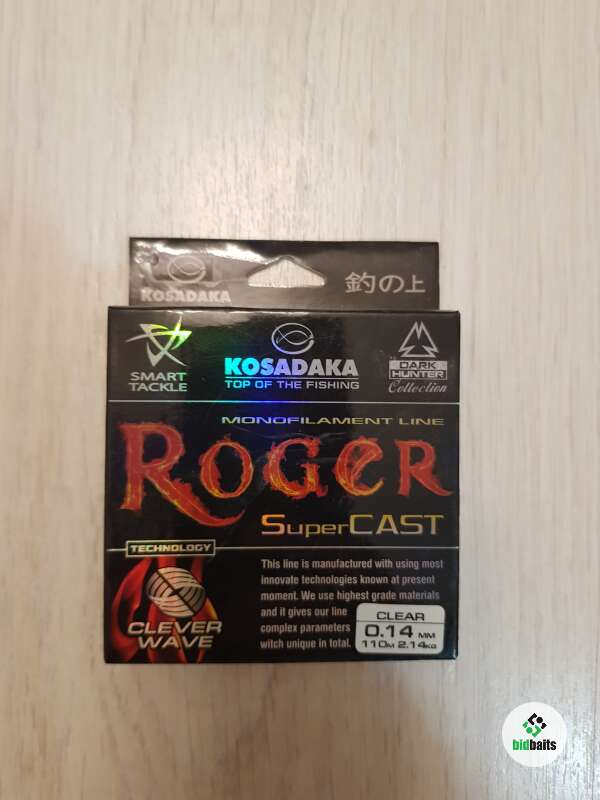 KOSADAKA
釣の上
SMART
TACKLE
KOSADAKA
TOP OF THE FISHING
DARK
HUNTER
Collection
MONOFILAMENT LINE
ROGER
SuperCAST
TECHNOLOGY
CLEVER
WAVE
This line is manufactured with using most
innovate technologies known at present
moment. We use highest grade materials
and it gives our line
complex parameters
witch unique in total.
CLEAR
0.14 MM
110M 2.14KG
bidbaits